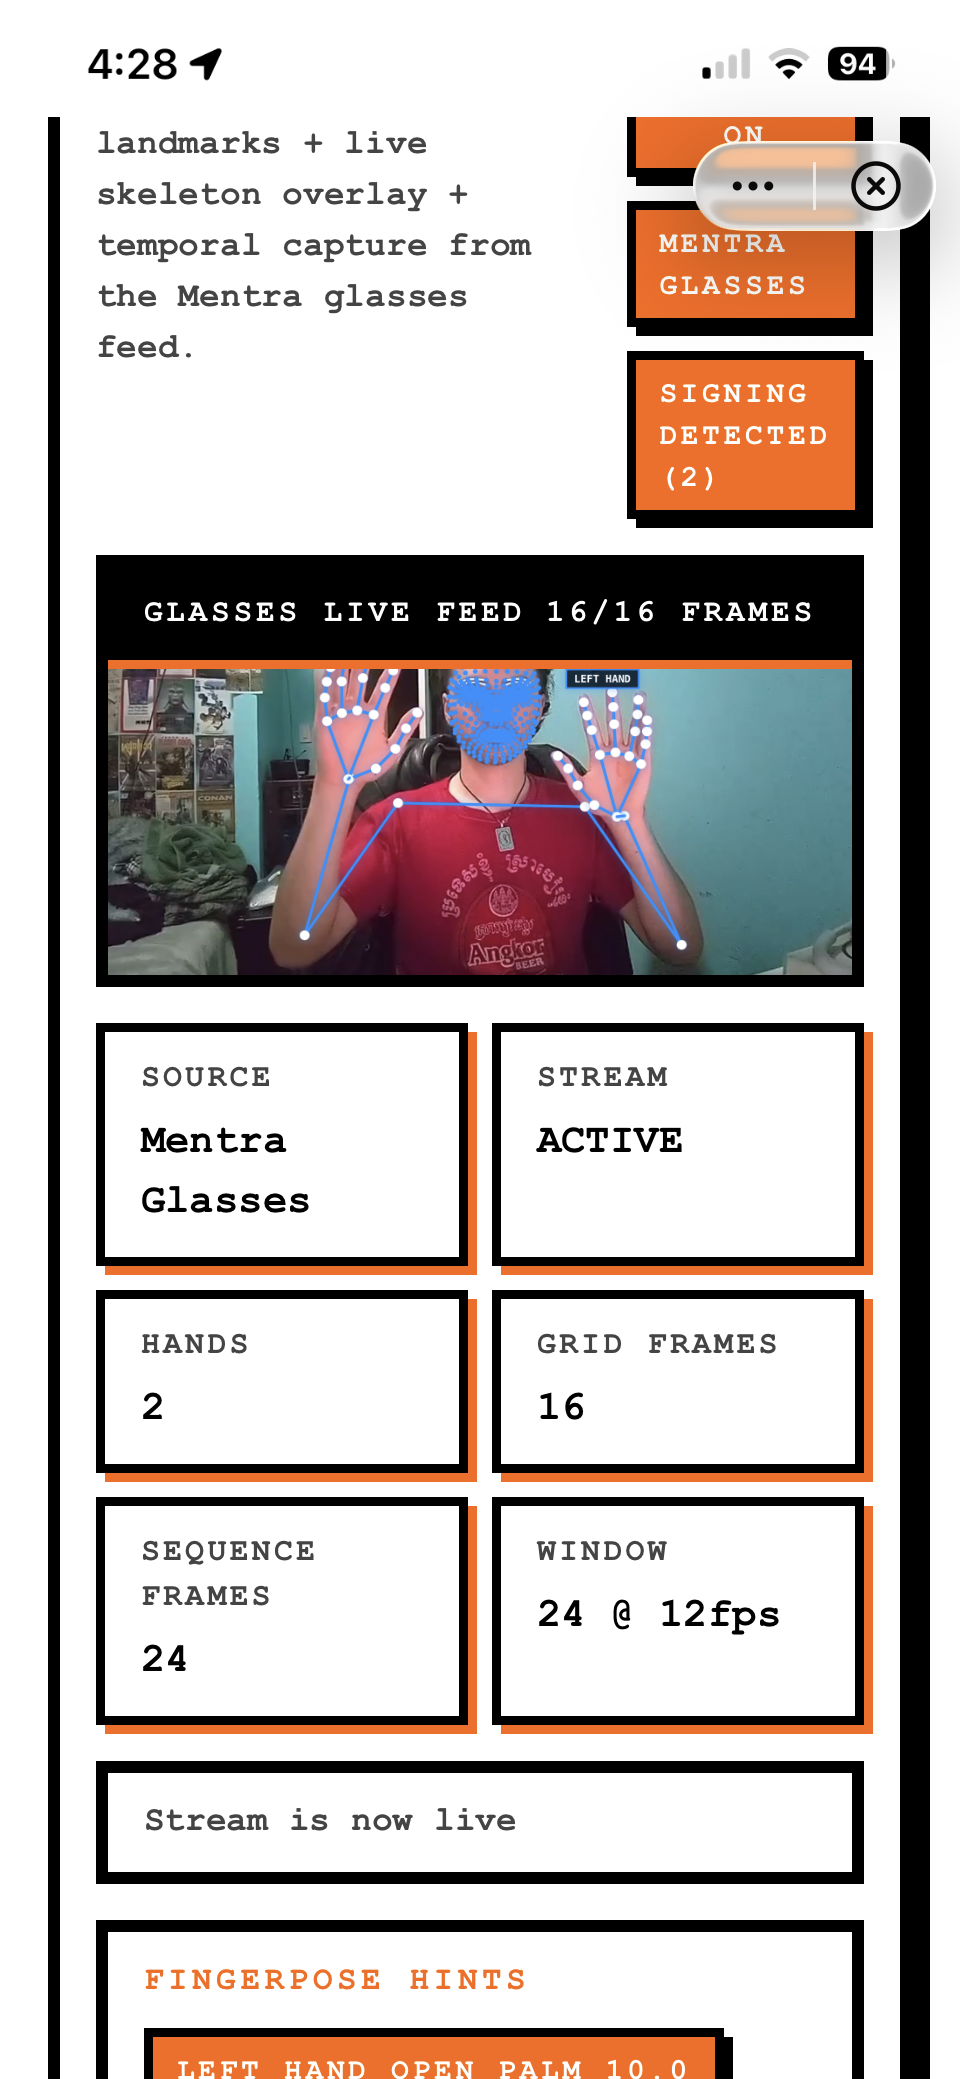 4:28
94
landmarks + live
skeleton overlay +
temporal capture from
the Mentra glasses
feed.
ON
MENTRA
GLASSES
SIGNING
DETECTED
(2)
GLASSES LIVE FEED 16/16 FRAMES
LEFT HAND
CONAN
Angkor
BEER
SOURCE
Mentra
Glasses
STREAM
ACTIVE
HANDS
2
GRID FRAMES
16
SEQUENCE
FRAMES
24
WINDOW
24 @ 12fps
Stream is now live
FINGERPOSE HINTS
LEFT HAND OPEN PALM 10.0